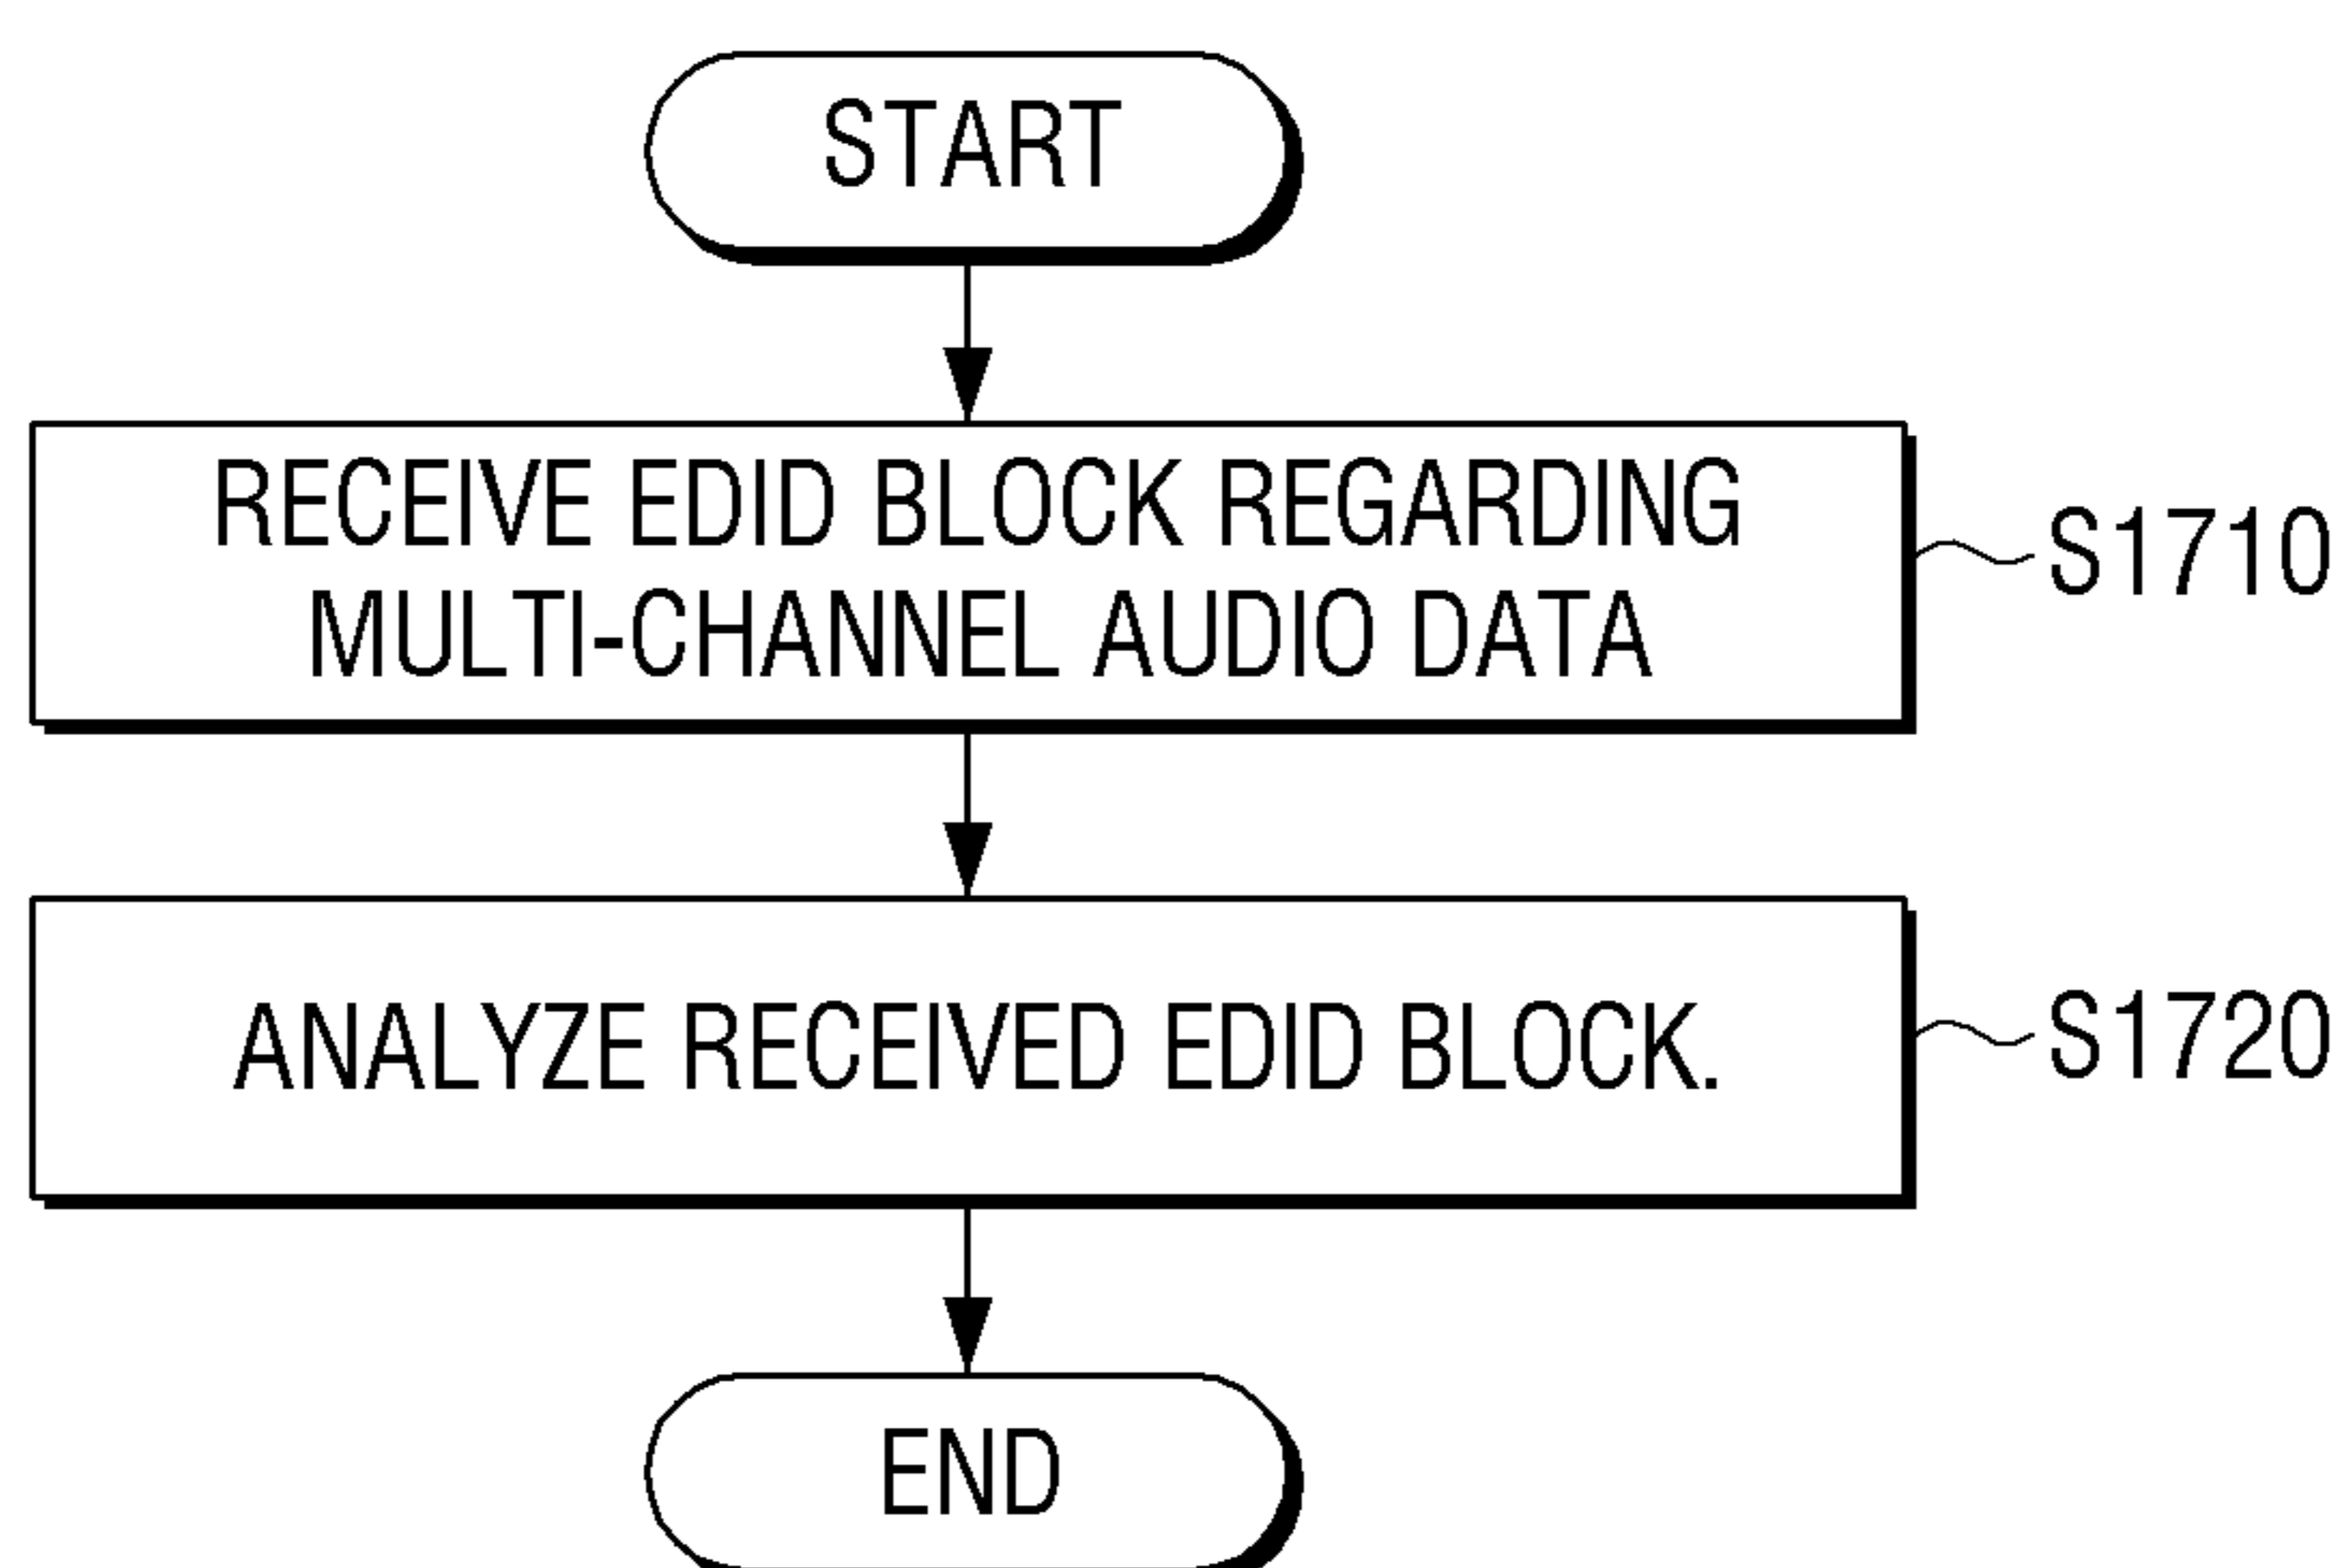 START
RECEIVE EDID BLOCK REGARDING
MULTI-CHANNEL AUDIO DATA
S1710
ANALYZE RECEIVED EDID BLOCK.
S1720
END